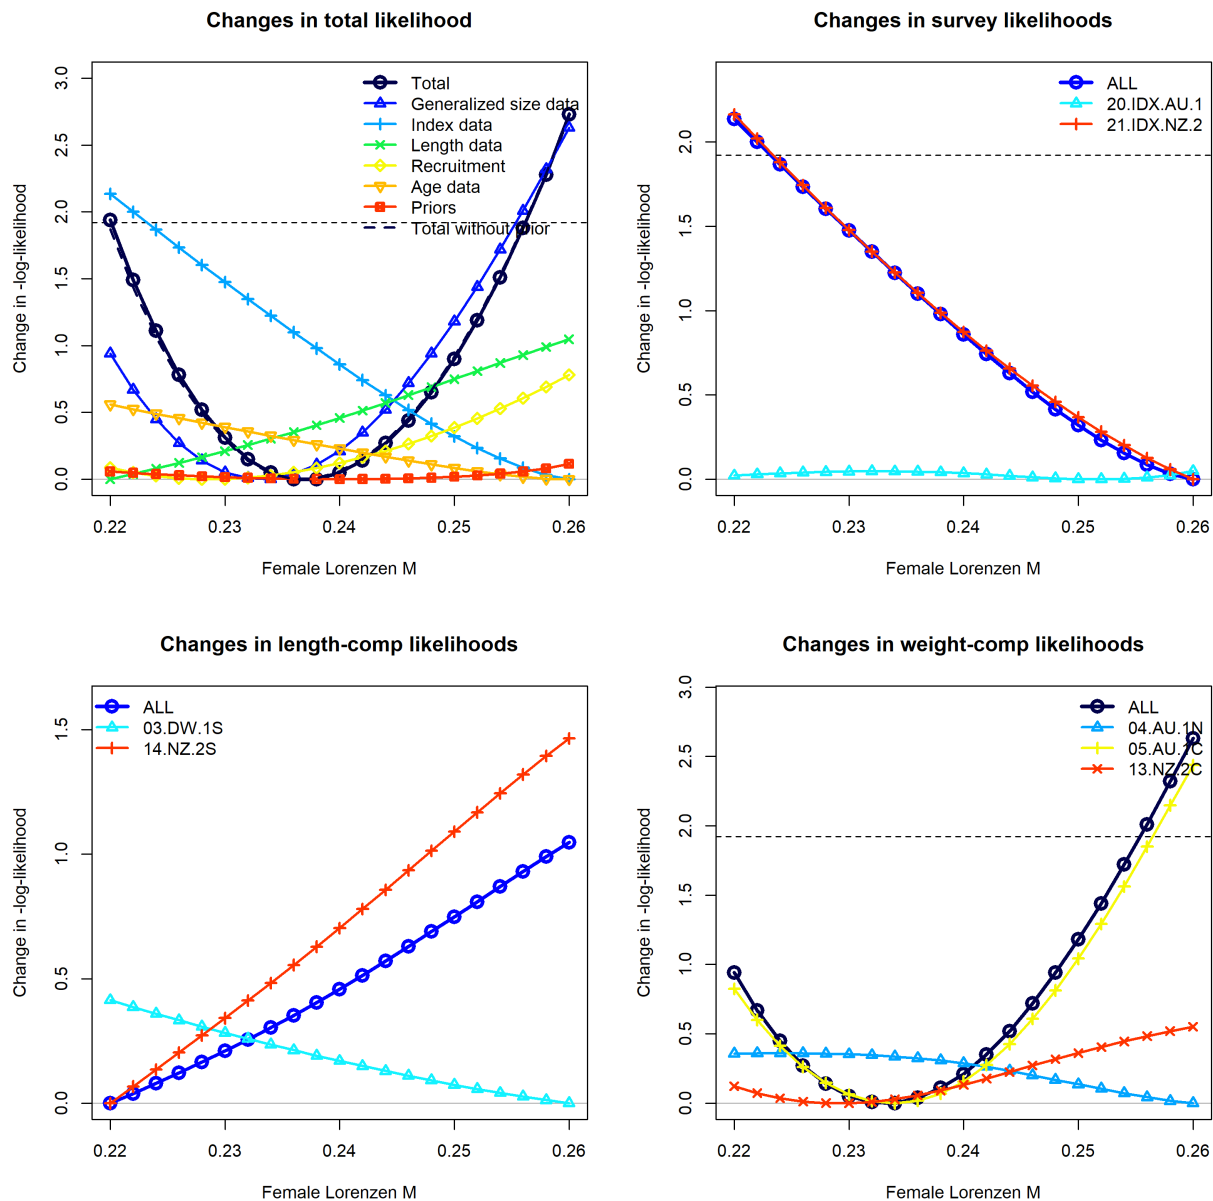 Changes in total likelihood
Change in -log-likelihood
3.0
2.5
2.0
1.5
1.0
0.5
0.0
Total
Generalized size data
Index data
Length data
Recruitment
Age data
Priors
Total without prior
0.22
0.23
0.24
0.25
0.26
Female Lorenzen M
Changes in survey likelihoods
Change in -log-likelihood
2.0
1.5
1.0
0.5
0.0
ALL
20.IDX.AU.1
21.IDX.NZ.2
0.22
0.23
0.24
0.25
0.26
Female Lorenzen M
Changes in length-comp likelihoods
Change in -log-likelihood
1.5
1.0
0.5
0.0
ALL
03.DW.1S
14.NZ.2S
0.22
0.23
0.24
0.25
0.26
Female Lorenzen M
Changes in weight-comp likelihoods
Change in -log-likelihood
3.0
2.5
2.0
1.5
1.0
0.5
0.0
ALL
04.AU.1N
05.AU.1C
13.NZ.2C
0.22
0.23
0.24
0.25
0.26
Female Lorenzen M